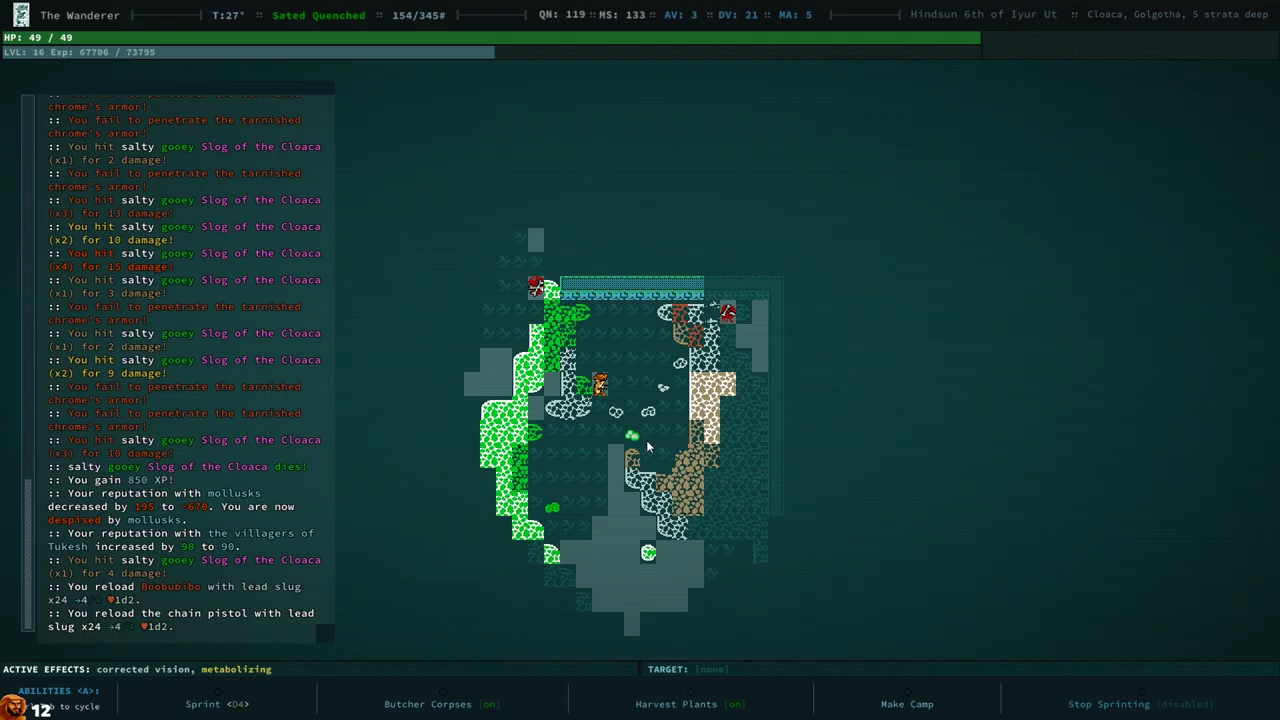 The Wanderer T:27° :: Sated Quenched :: 154/345# QN: 119 :: MS: 133 :: AV: 3 :: DV: 21 :: MA: 5 Hindsun 6th of Iyur Ut :: Cloaca, Golgotha, 5 strata deep
HP: 49 / 49
LVL: 16 Exp: 67706 / 73795
chrome's armor!
:: You fail to penetrate the tarnished
chrome's armor!
:: You hit salty gooey Slog of the Cloaca
(x1) for 2 damage!
:: You fail to penetrate the tarnished
chrome's armor!
:: You hit salty gooey Slog of the Cloaca
(x3) for 13 damage!
:: You hit salty gooey Slog of the Cloaca
(x2) for 10 damage!
:: You hit salty gooey Slog of the Cloaca
(x4) for 15 damage!
:: You hit salty gooey Slog of the Cloaca
(x1) for 3 damage!
:: You fail to penetrate the tarnished
chrome's armor!
:: You hit salty gooey Slog of the Cloaca
(x1) for 2 damage!
:: You hit salty gooey Slog of the Cloaca
(x2) for 9 damage!
:: You fail to penetrate the tarnished
chrome's armor!
:: You fail to penetrate the tarnished
chrome's armor!
:: You hit salty gooey Slog of the Cloaca
(x3) for 10 damage!
:: salty gooey Slog of the Cloaca dies!
:: You gain 850 XP!
:: Your reputation with mollusks
decreased by 195 to -670. You are now
despised by mollusks.
:: Your reputation with the villagers of
Tukesh increased by 90 to 90.
:: You hit salty gooey Slog of the Cloaca
(x1) for 4 damage!
:: You reload Boobubibo with lead slug
x24 →4 ♥1d2.
:: You reload the chain pistol with lead
slug x24 →4 ♥1d2.
ACTIVE EFFECTS: corrected vision, metabolizing TARGET: [none]
ABILITIES <A>:
to cycle Sprint <D4> Butcher Corpses [on] Harvest Plants [on] Make Camp Stop Sprinting [disabled]
12